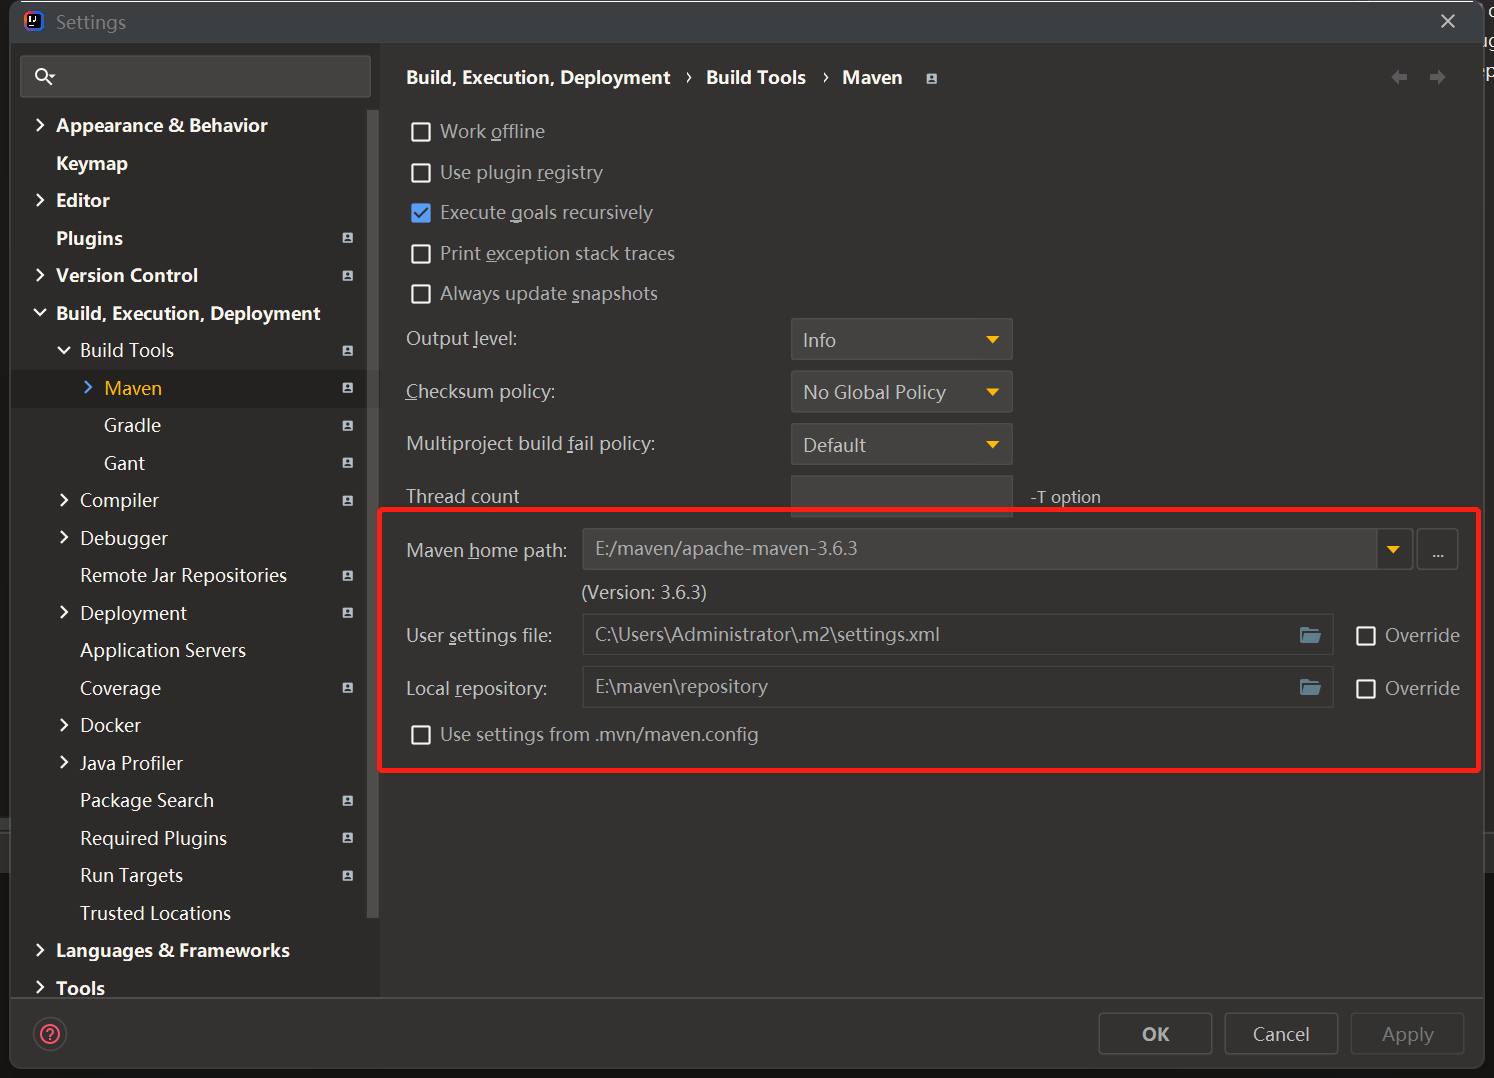 Settings
Build, Execution, Deployment › Build Tools › Maven
Appearance & Behavior
Keymap
Editor
Plugins
Version Control
Build, Execution, Deployment
Build Tools
Maven
Gradle
Gant
Compiler
Debugger
Remote Jar Repositories
Deployment
Application Servers
Coverage
Docker
Java Profiler
Package Search
Required Plugins
Run Targets
Trusted Locations
Languages & Frameworks
Tools
Work offline
Use plugin registry
Execute goals recursively
Print exception stack traces
Always update snapshots
Output level: Info
Checksum policy: No Global Policy
Multiproject build fail policy: Default
Thread count -T option
Maven home path: E:/maven/apache-maven-3.6.3 ...
(Version: 3.6.3)
User settings file: C:\Users\Administrator\.m2\settings.xml Override
Local repository: E:\maven\repository Override
Use settings from .mvn/maven.config
? OK Cancel Apply